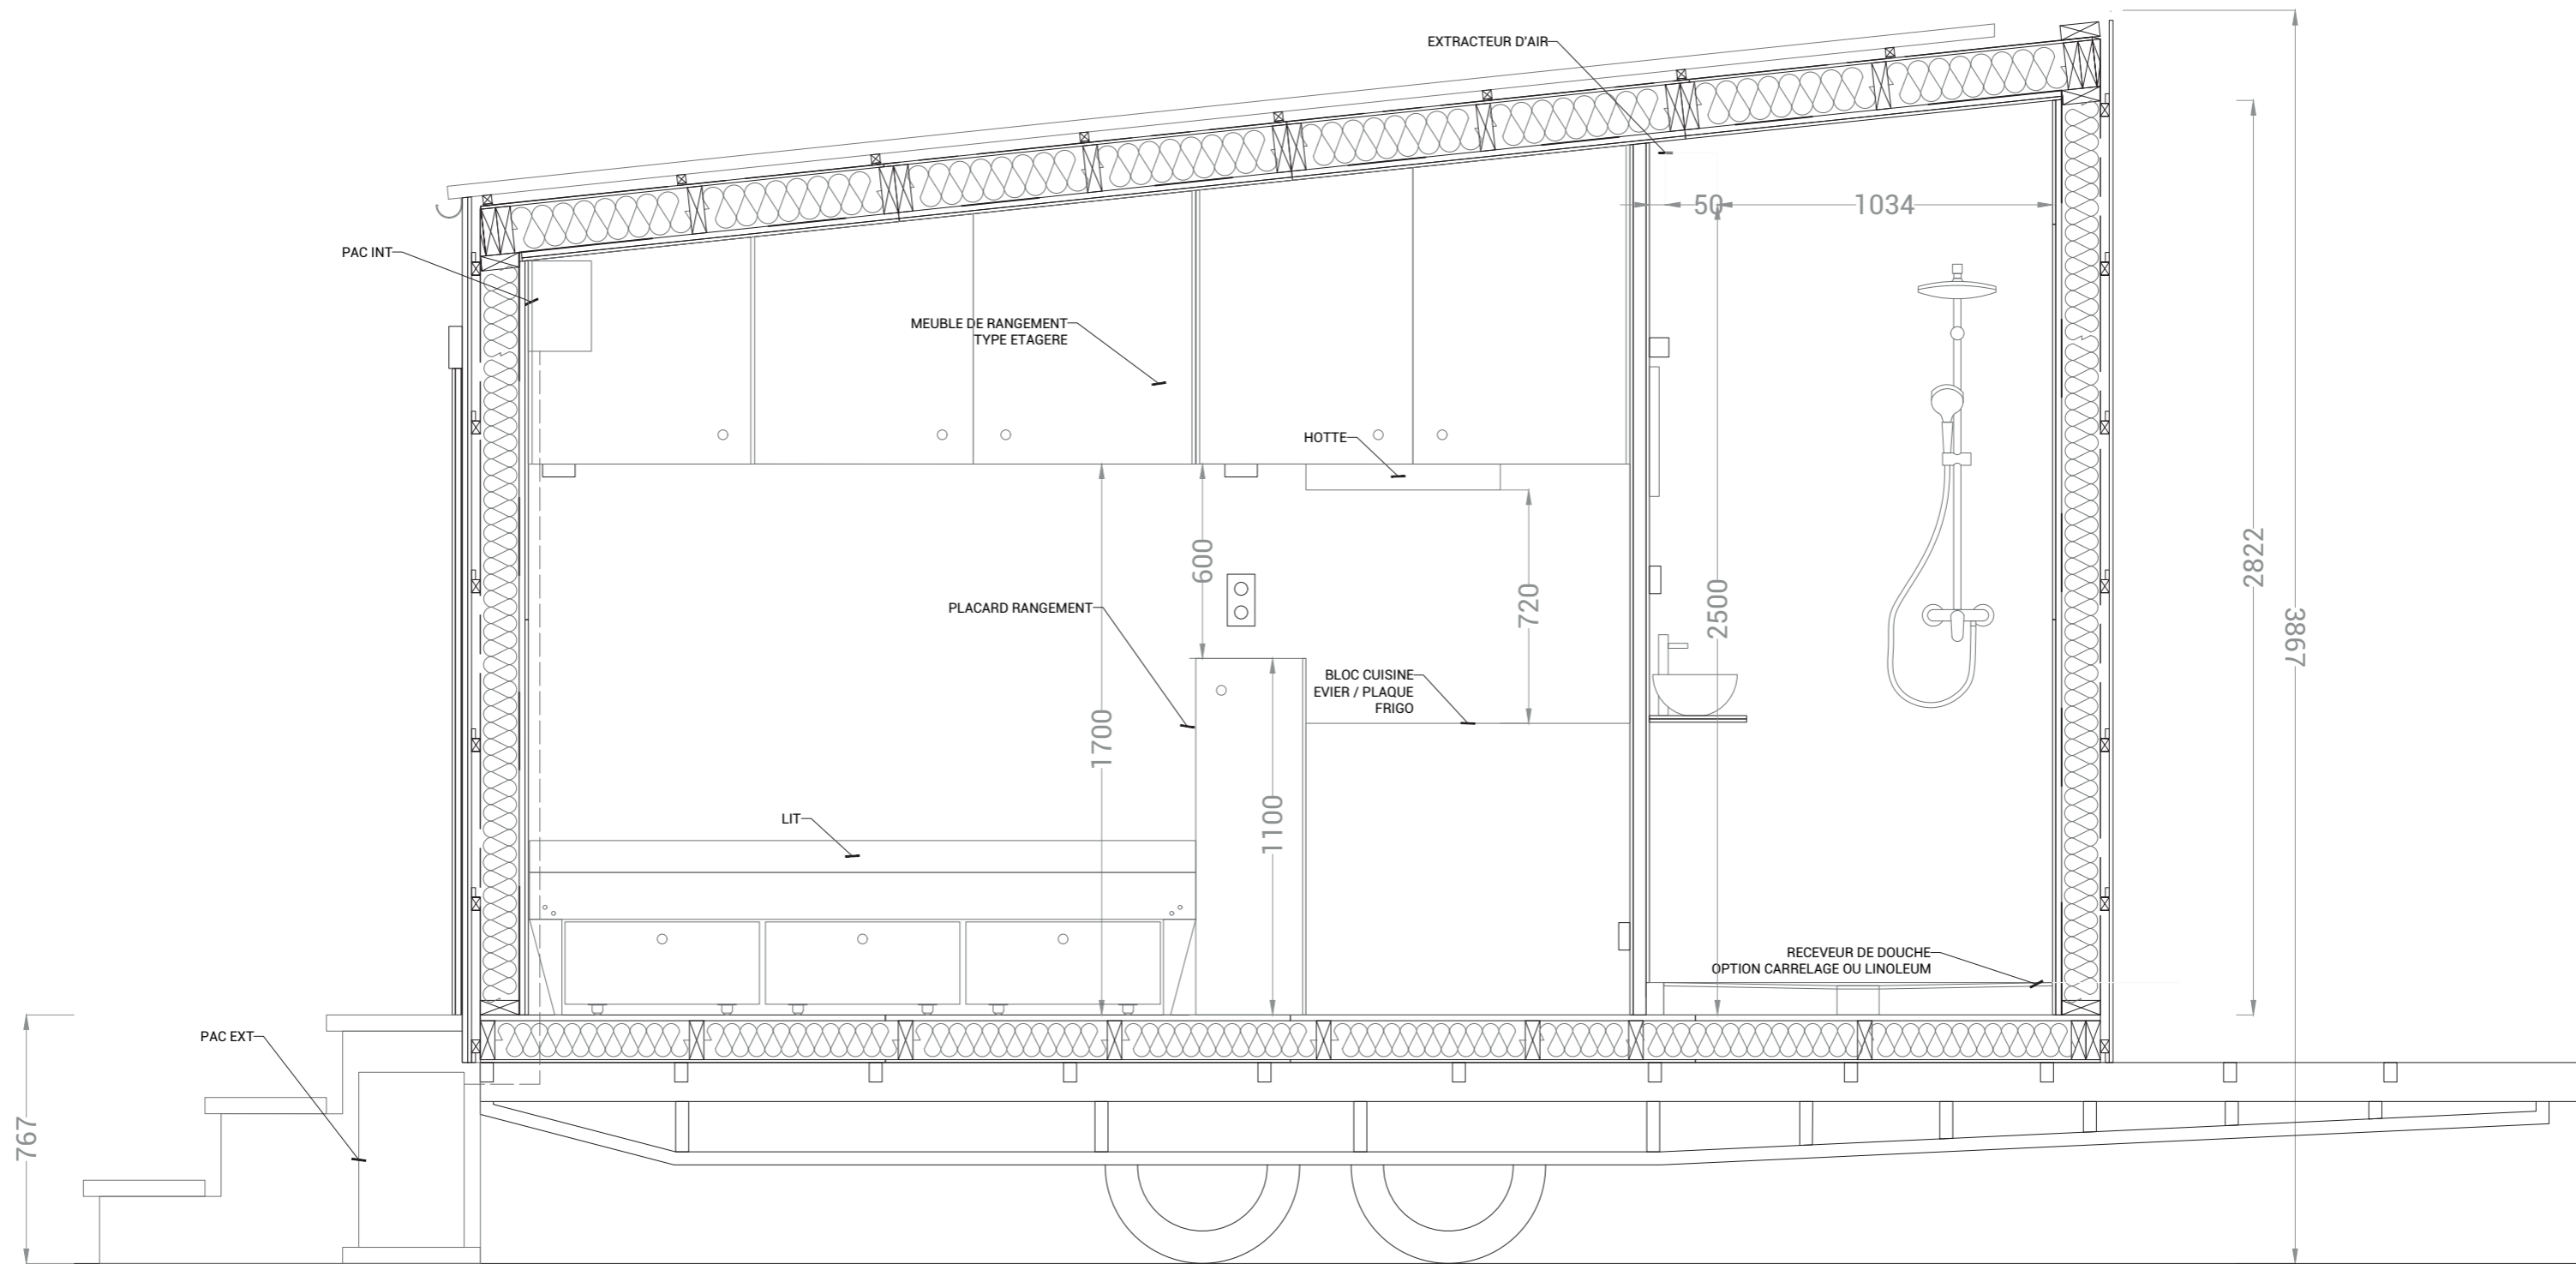 EXTRACTEUR D'AIR
50
1034
PAC INT
MEUBLE DE RANGEMENT
TYPE ETAGERE
HOTTE
600
2822
PLACARD RANGEMENT
720
2500
3867
BLOC CUISINE
EVIER / PLAQUE
FRIGO
1700
LIT
1100
RECEVEUR DE DOUCHE
OPTION CARRELAGE OU LINOLEUM
PAC EXT
767